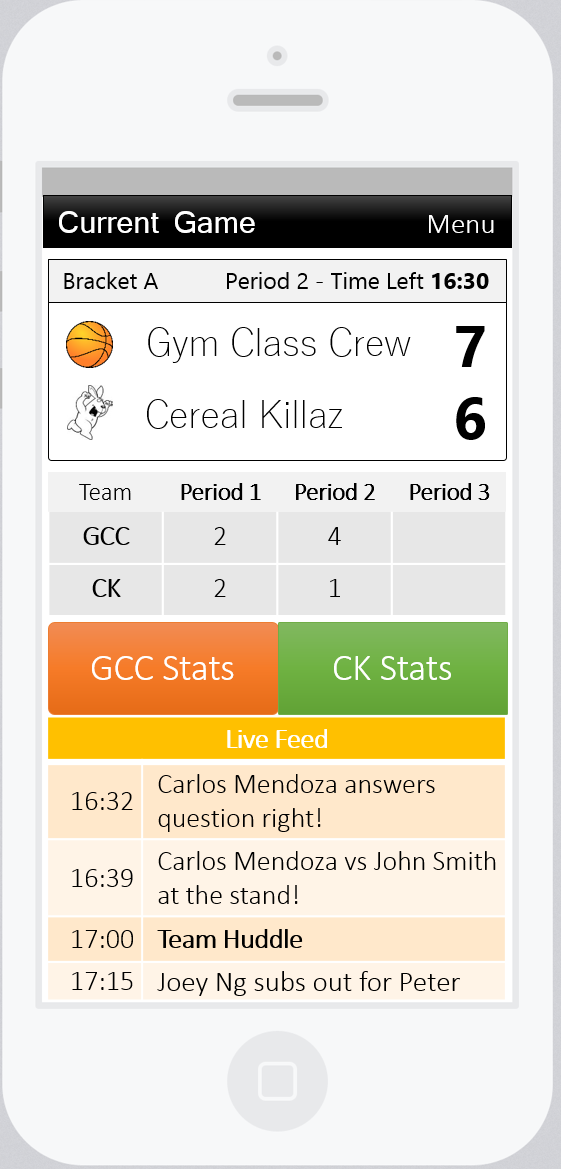 Current Game Menu
Bracket A Period 2 - Time Left 16:30
Gym Class Crew 7
Cereal Killaz 6
Team Period 1 Period 2 Period 3
GCC 2 4
CK 2 1
GCC Stats CK Stats
Live Feed
16:32 Carlos Mendoza answers
question right!
16:39 Carlos Mendoza vs John Smith
at the stand!
17:00 Team Huddle
17:15 Joey Ng subs out for Peter